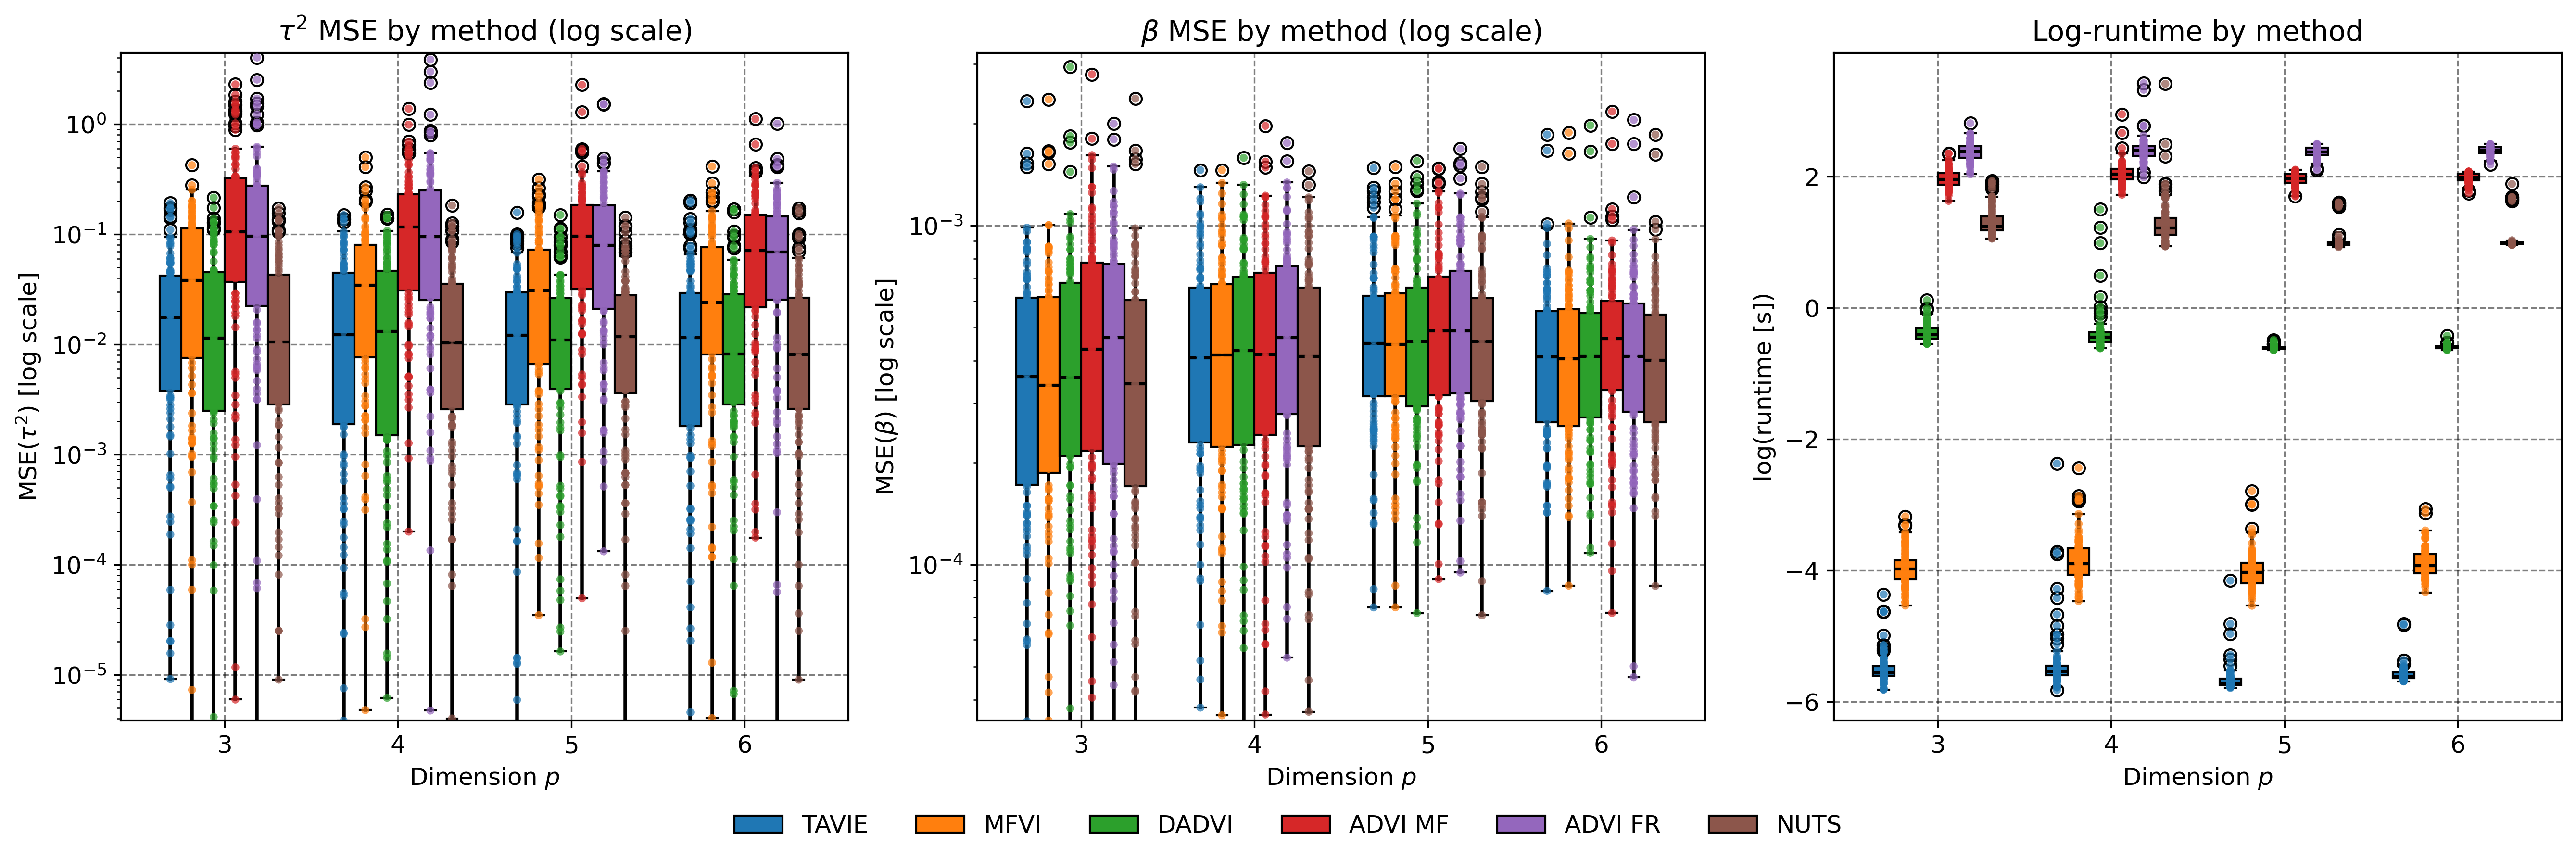 τ² MSE by method (log scale)
MSE(τ²) [log scale]
10⁰
10⁻¹
10⁻²
10⁻³
10⁻⁴
10⁻⁵
3 4 5 6
Dimension p
β MSE by method (log scale)
MSE(β) [log scale]
10⁻³
10⁻⁴
3 4 5 6
Dimension p
Log-runtime by method
log(runtime [s])
2
0
−2
−4
−6
3 4 5 6
Dimension p
TAVIE MFVI DADVI ADVI MF ADVI FR NUTS